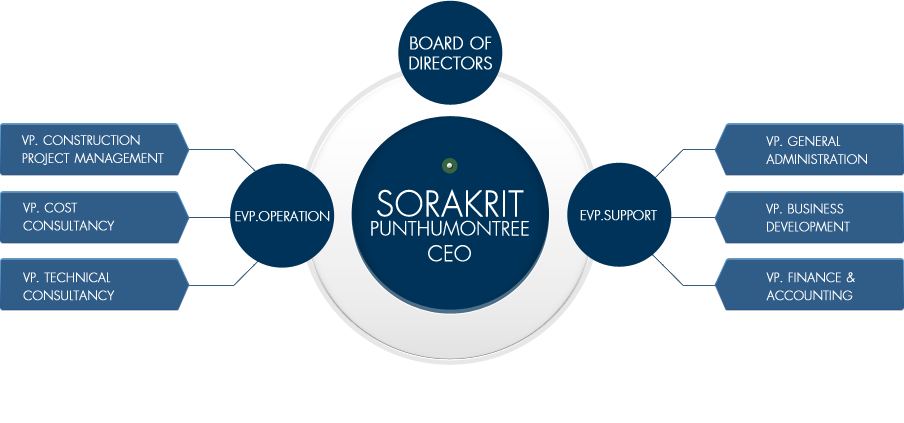 BOARD OF
DIRECTORS
SORAKRIT
PUNTHUMONTREE
CEO
EVP.OPERATION
VP. CONSTRUCTION
PROJECT MANAGEMENT
VP. COST
CONSULTANCY
VP. TECHNICAL
CONSULTANCY
EVP.SUPPORT
VP. GENERAL
ADMINISTRATION
VP. BUSINESS
DEVELOPMENT
VP. FINANCE &
ACCOUNTING